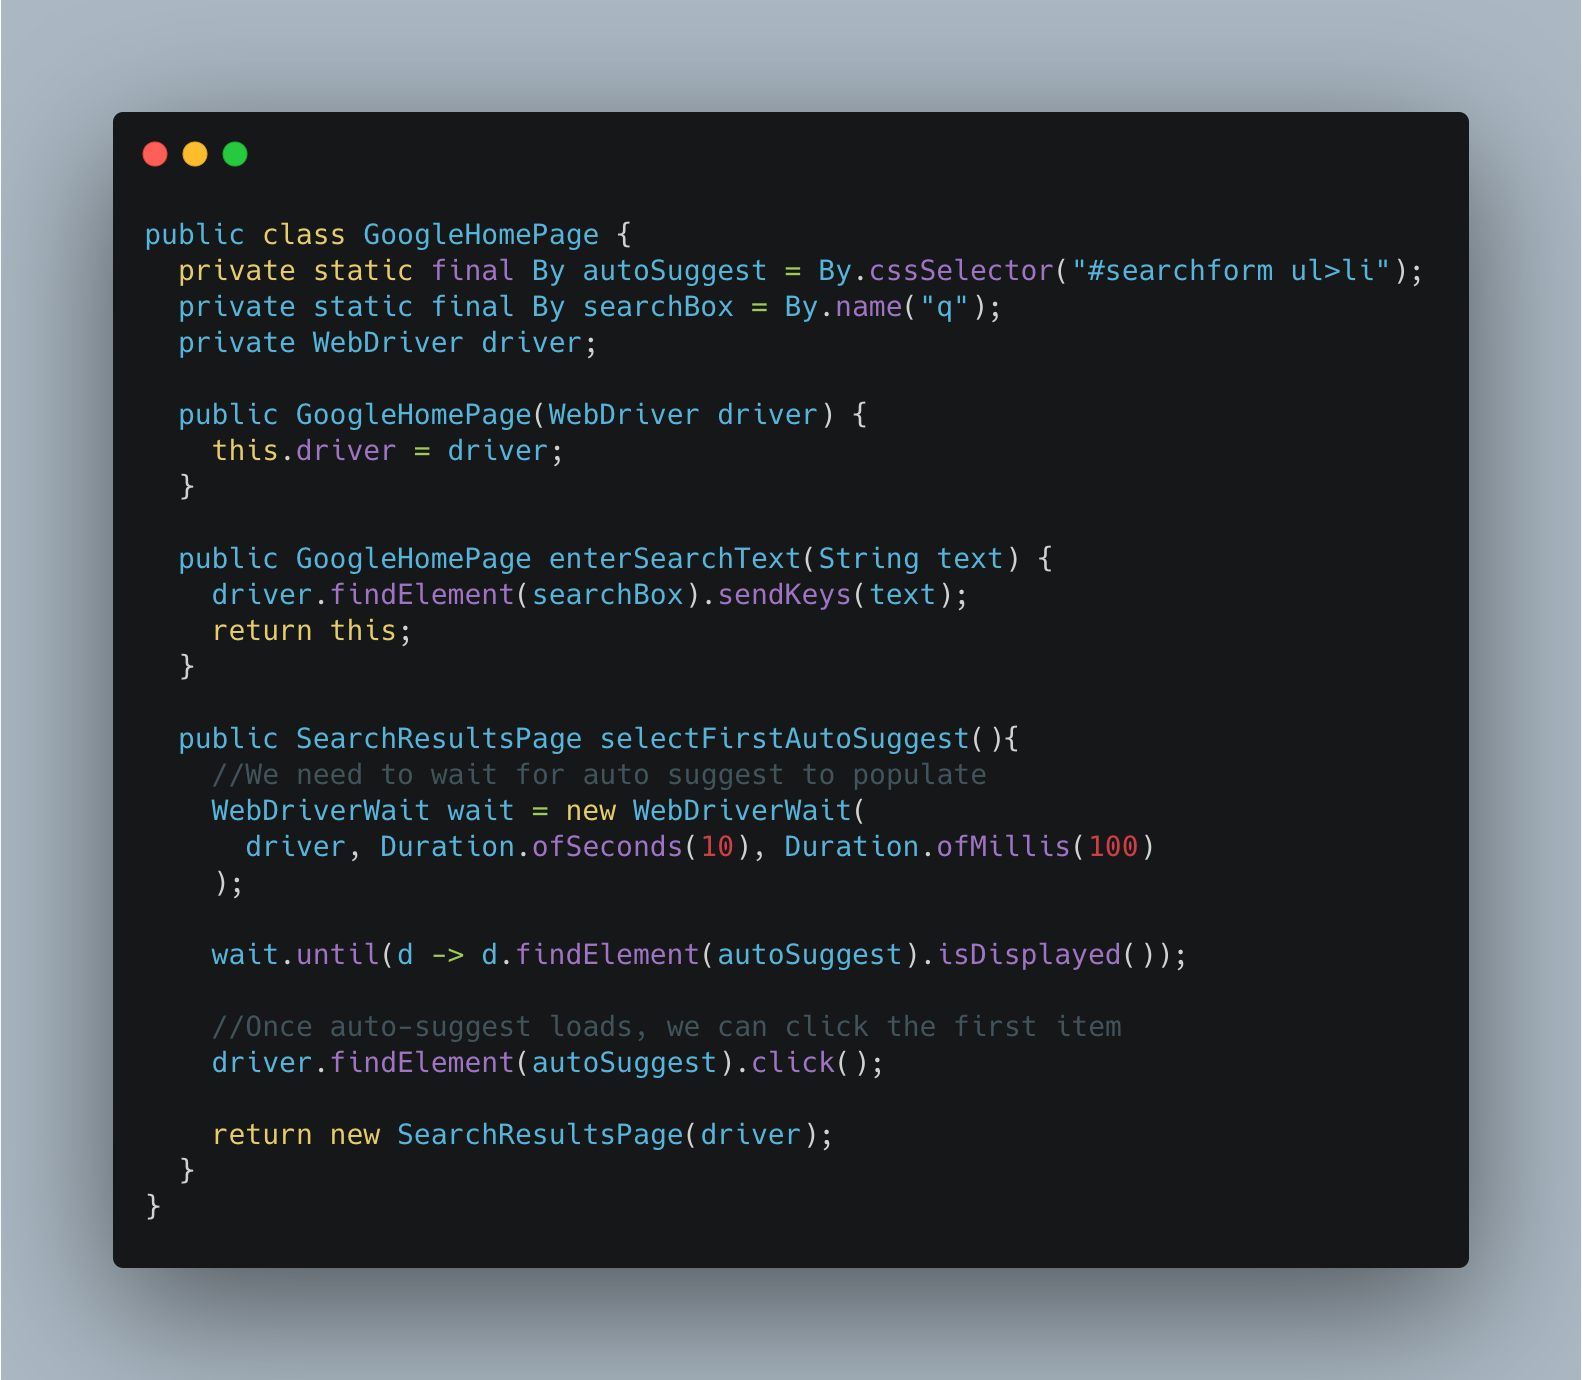 public class GoogleHomePage {
  private static final By autoSuggest = By.cssSelector("#searchform ul>li");
  private static final By searchBox = By.name("q");
  private WebDriver driver;

  public GoogleHomePage(WebDriver driver) {
    this.driver = driver;
  }

  public GoogleHomePage enterSearchText(String text) {
    driver.findElement(searchBox).sendKeys(text);
    return this;
  }

  public SearchResultsPage selectFirstAutoSuggest(){
    //We need to wait for auto suggest to populate
    WebDriverWait wait = new WebDriverWait(
      driver, Duration.ofSeconds(10), Duration.ofMillis(100)
    );

    wait.until(d -> d.findElement(autoSuggest).isDisplayed());

    //Once auto-suggest loads, we can click the first item
    driver.findElement(autoSuggest).click();

    return new SearchResultsPage(driver);
  }
}